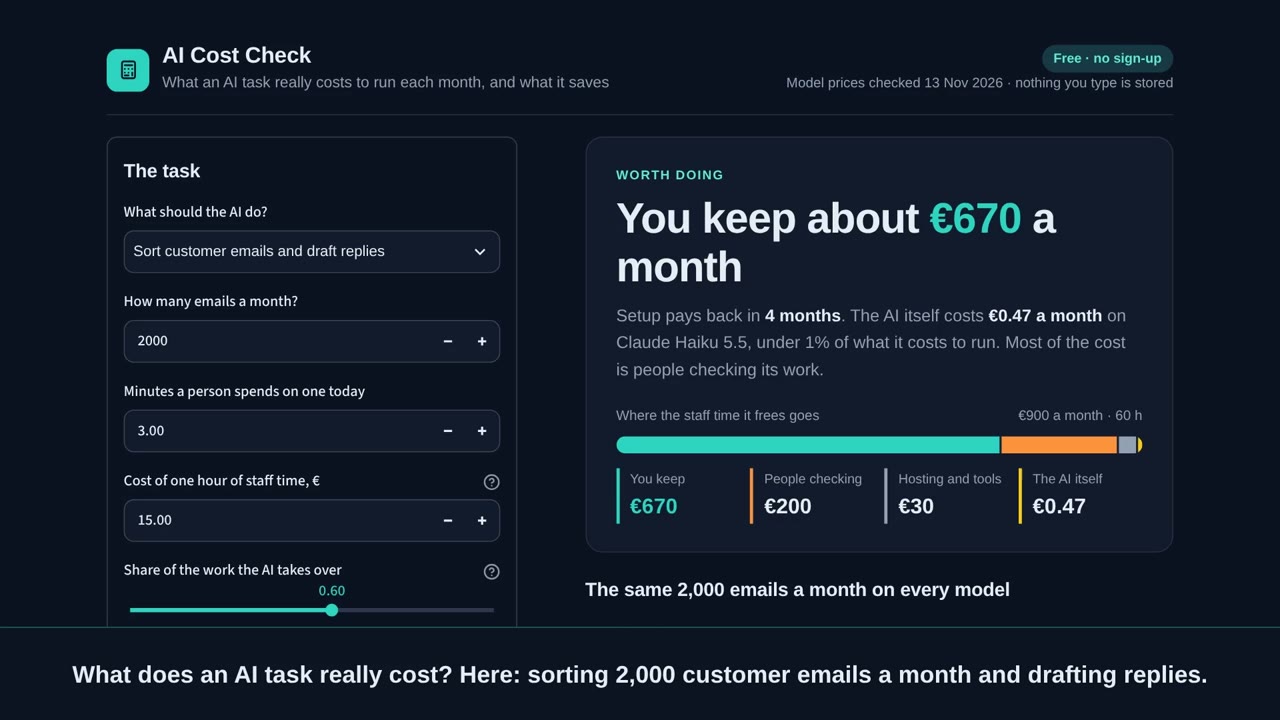 AI Cost Check
What an AI task really costs to run each month, and what it saves
Free · no sign-up
Model prices checked 13 Nov 2026 · nothing you type is stored
The task
What should the AI do?
Sort customer emails and draft replies
How many emails a month?
2000
− +
Minutes a person spends on one today
3.00
− +
Cost of one hour of staff time, €
?
15.00
− +
Share of the work the AI takes over
?
0.60
WORTH DOING
You keep about €670 a
month
Setup pays back in 4 months. The AI itself costs €0.47 a month on
Claude Haiku 5.5, under 1% of what it costs to run. Most of the cost
is people checking its work.
Where the staff time it frees goes
€900 a month · 60 h
You keep
€670
People checking
€200
Hosting and tools
€30
The AI itself
€0.47
The same 2,000 emails a month on every model
What does an AI task really cost? Here: sorting 2,000 customer emails a month and drafting replies.